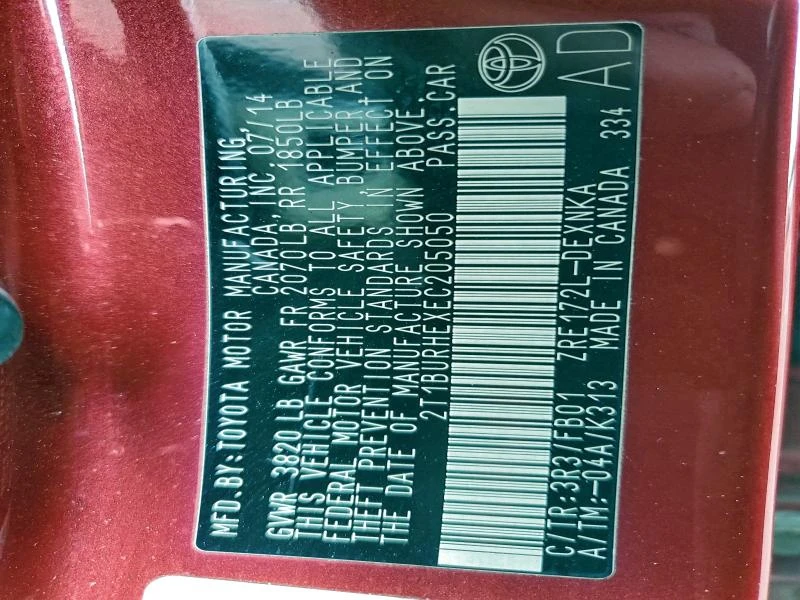 MFD.BY:TOYOTA MOTOR MANUFACTURING,
CANADA, INC. 07/14
GVWR 3820 LB GAWR FR 2070LB, RR 1850LB
THIS VEHICLE CONFORMS TO ALL APPLICABLE
FEDERAL MOTOR VEHICLE SAFETY, BUMPER, AND
THEFT PREVENTION STANDARDS IN EFFECT ON
THE DATE OF MANUFACTURE SHOWN ABOVE.
2T1BURHEXEC205050 PASS. CAR
C/TR:3R3/FB01 ZRE172L-DEXNKA
A/TM:-04A/K313 MADE IN CANADA 334
AD